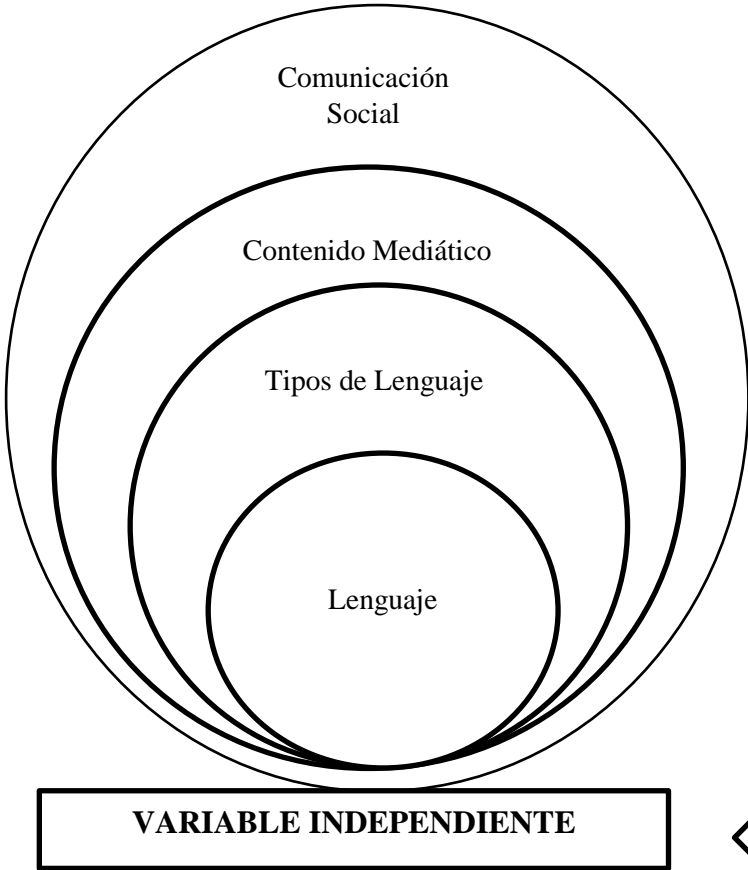 Comunicación
Social
Contenido Mediático
Tipos de Lenguaje
Lenguaje
VARIABLE INDEPENDIENTE